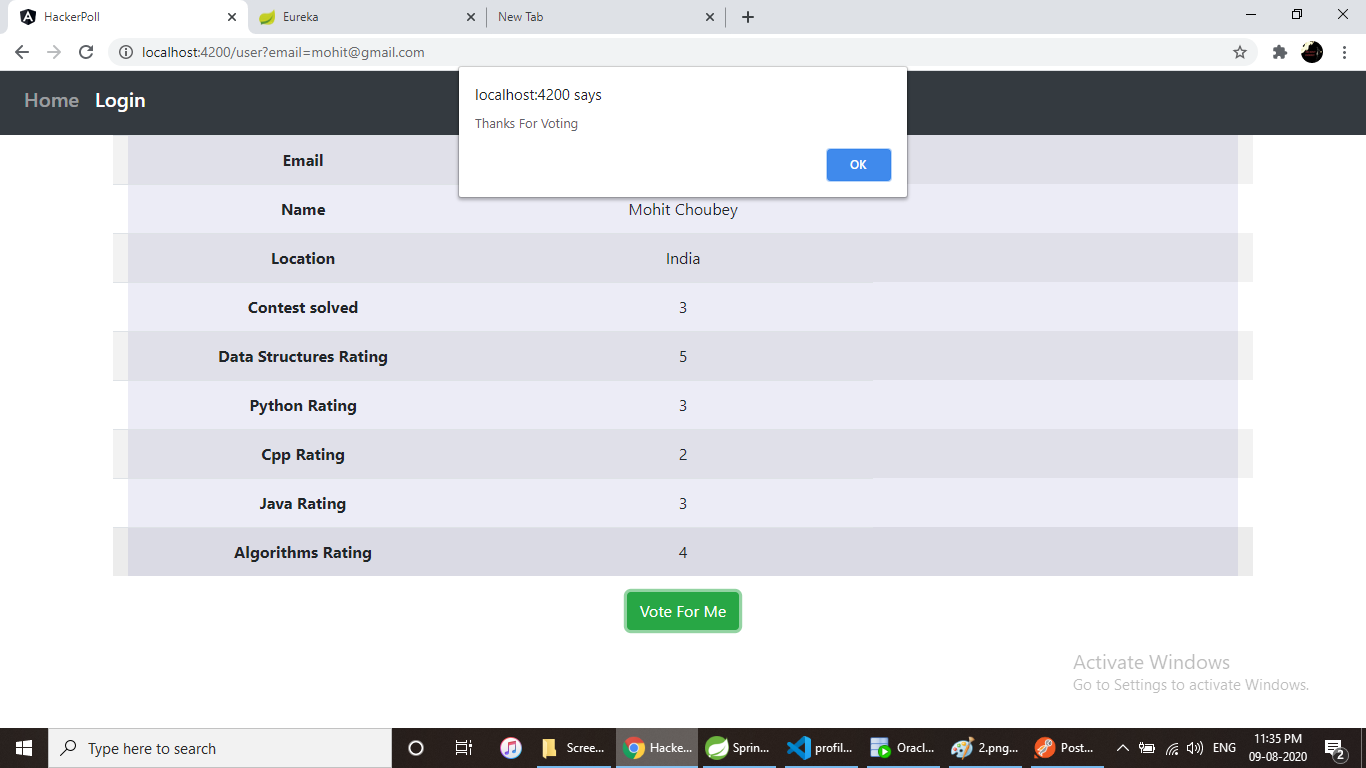 HackerPoll
Eureka
New Tab
localhost:4200/user?email=mohit@gmail.com
Home Login
localhost:4200 says
Thanks For Voting
OK
Email
Name Mohit Choubey
Location India
Contest solved 3
Data Structures Rating 5
Python Rating 3
Cpp Rating 2
Java Rating 3
Algorithms Rating 4
Vote For Me
Activate Windows
Go to Settings to activate Windows.
Type here to search
Scree...
Hacke...
Sprin...
profil...
Oracl...
2.png...
Post...
ENG
11:35 PM
09-08-2020
2